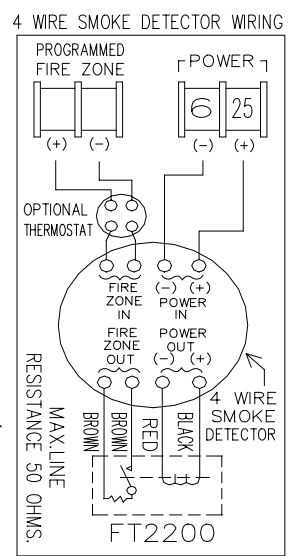 4 WIRE SMOKE DETECTOR WIRING
PROGRAMMED
FIRE ZONE
POWER
6 25
(+) (-)
(-) (+)
OPTIONAL
THERMOSTAT
FIRE
ZONE
IN
(-) (+)
POWER
IN
FIRE
ZONE
OUT
POWER
OUT
(-) (+)
4 WIRE
SMOKE
DETECTOR
BROWN
BROWN
RED
BLACK
MAX.LINE
RESISTANCE 50 OHMS.
FT2200